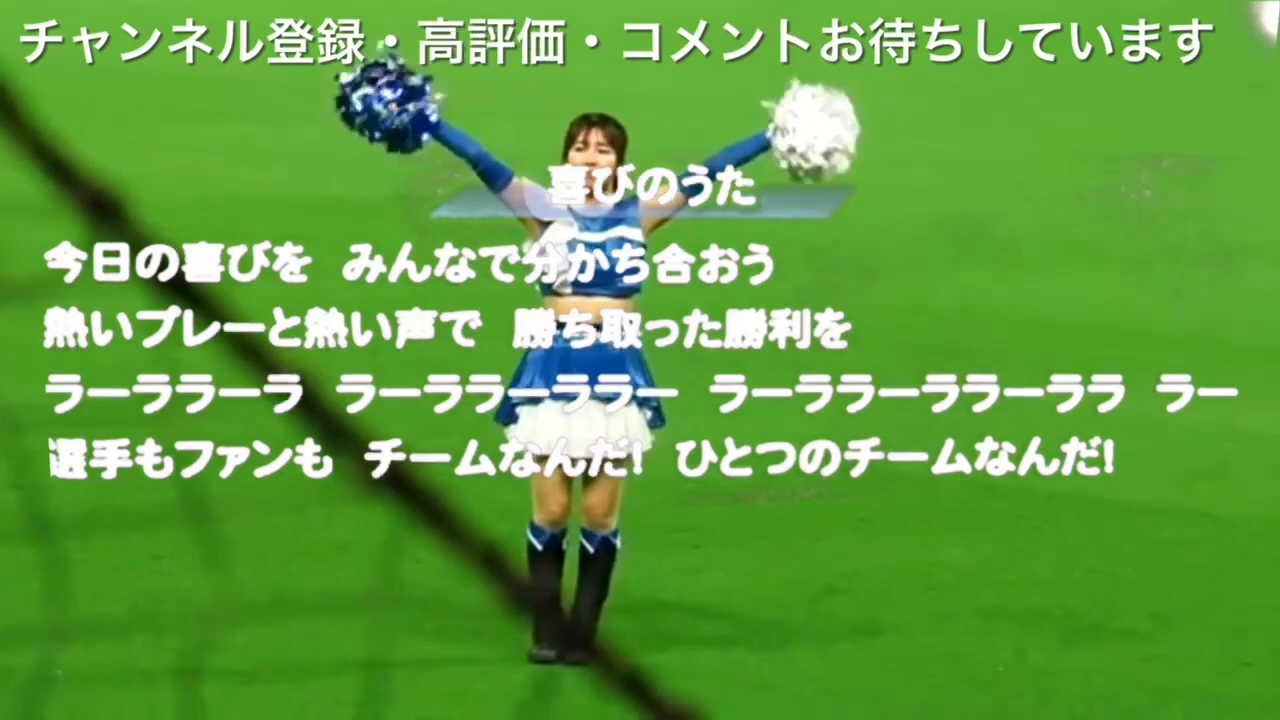 チャンネル登録・高評価・コメントお待ちしています
喜びのうた
今日の喜びを　みんなで分かち合おう
熱いプレーと熱い声で　勝ち取った勝利を
ラーララーラ　ラーララーララー　ラーララーララーララ　ラー
選手もファンも　チームなんだ!　ひとつのチームなんだ!